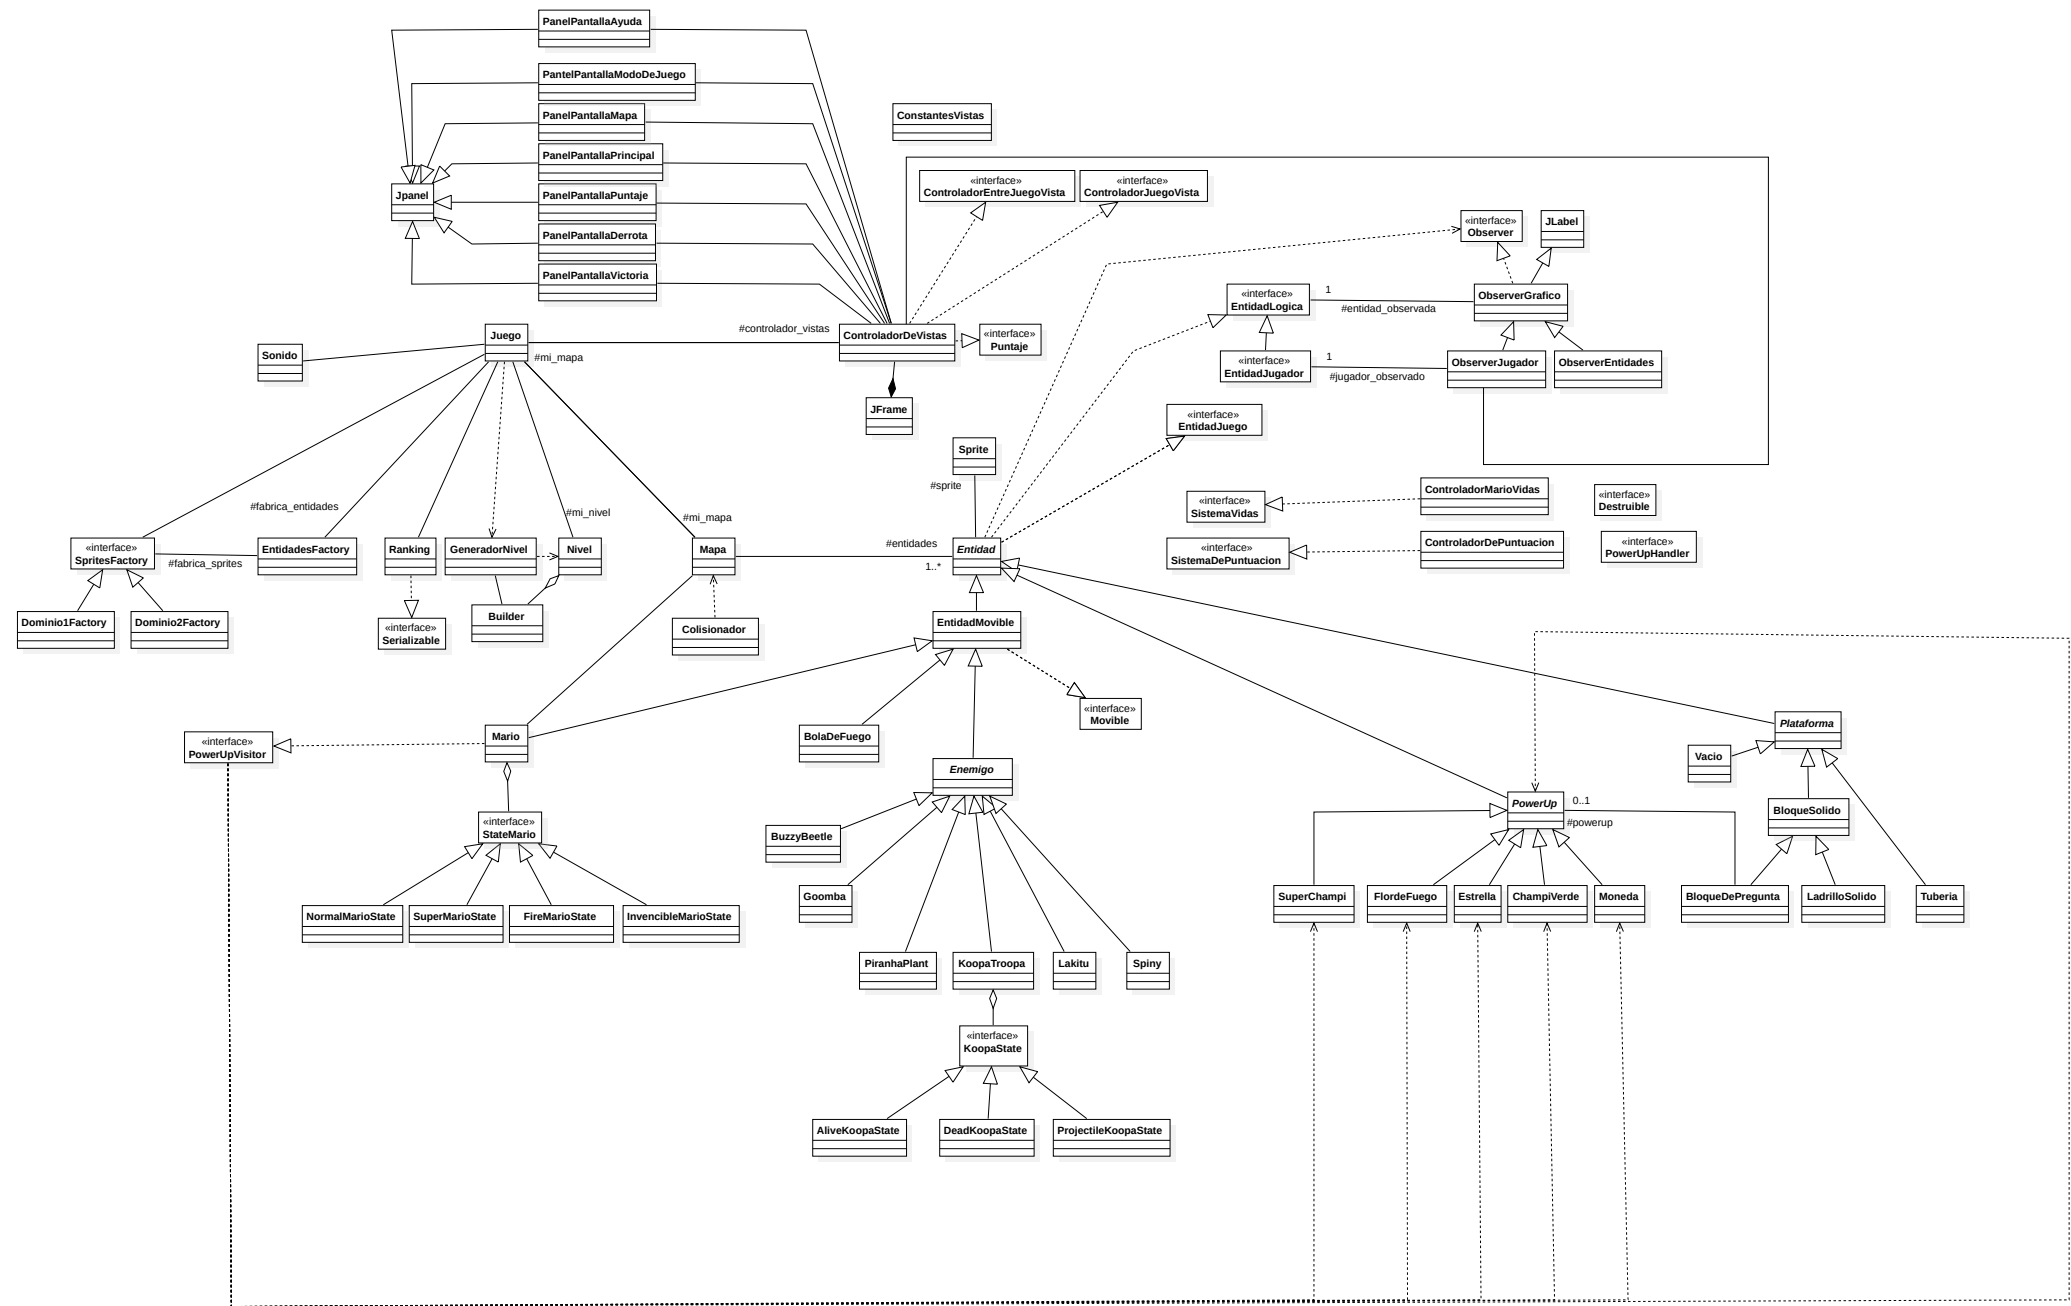 PanelPantallaAyuda
PantelPantallaModoDeJuego
PanelPantallaMapa
ConstantesVistas
PanelPantallaPrincipal
Jpanel
PanelPantallaPuntaje
PanelPantallaDerrota
PanelPantallaVictoria
«interface»
ControladorEntreJuegoVista
«interface»
ControladorJuegoVista
«interface»
Observer
JLabel
«interface»
EntidadLogica
1
#entidad_observada
ObserverGrafico
Sonido
Juego
#mi_mapa
#controlador_vistas
ControladorDeVistas
«interface»
Puntaje
«interface»
EntidadJugador
1
#jugador_observado
ObserverJugador
ObserverEntidades
JFrame
«interface»
EntidadJuego
Sprite
#sprite
«interface»
SistemaVidas
ControladorMarioVidas
«interface»
Destruible
#fabrica_entidades
#mi_nivel
#mi_mapa
«interface»
SpritesFactory
#fabrica_sprites
EntidadesFactory
Ranking
GeneradorNivel
Nivel
Mapa
#entidades
1..*
Entidad
«interface»
SistemaDePuntuacion
ControladorDePuntuacion
«interface»
PowerUpHandler
Dominio1Factory
Dominio2Factory
«interface»
Serializable
Builder
Colisionador
EntidadMovible
«interface»
Movible
«interface»
PowerUpVisitor
Mario
BolaDeFuego
Plataforma
Vacio
Enemigo
«interface»
StateMario
BuzzyBeetle
PowerUp
0..1
#powerup
BloqueSolido
Goomba
SuperChampi
FlordeFuego
Estrella
ChampiVerde
Moneda
BloqueDePregunta
LadrilloSolido
Tuberia
NormalMarioState
SuperMarioState
FireMarioState
InvencibleMarioState
PiranhaPlant
KoopaTroopa
Lakitu
Spiny
«interface»
KoopaState
AliveKoopaState
DeadKoopaState
ProjectileKoopaState